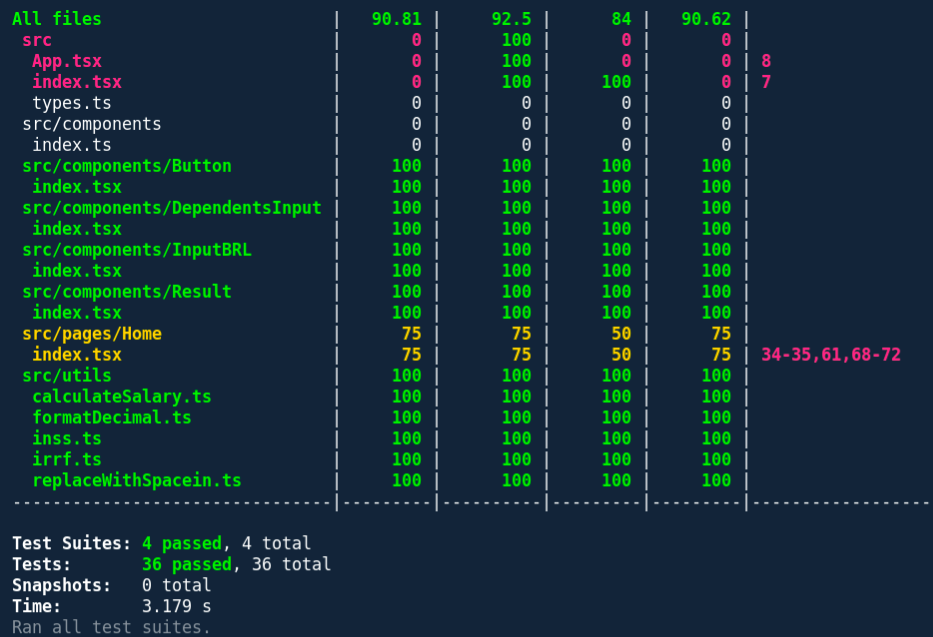 All files | 90.81 | 92.5 | 84 | 90.62 |
src | 0 | 100 | 0 | 0 |
App.tsx | 0 | 100 | 0 | 0 | 8
index.tsx | 0 | 100 | 100 | 0 | 7
types.ts | 0 | 0 | 0 | 0 |
src/components | 0 | 0 | 0 | 0 |
index.ts | 0 | 0 | 0 | 0 |
src/components/Button | 100 | 100 | 100 | 100 |
index.tsx | 100 | 100 | 100 | 100 |
src/components/DependentsInput | 100 | 100 | 100 | 100 |
index.tsx | 100 | 100 | 100 | 100 |
src/components/InputBRL | 100 | 100 | 100 | 100 |
index.tsx | 100 | 100 | 100 | 100 |
src/components/Result | 100 | 100 | 100 | 100 |
index.tsx | 100 | 100 | 100 | 100 |
src/pages/Home | 75 | 75 | 50 | 75 |
index.tsx | 75 | 75 | 50 | 75 | 34-35,61,68-72
src/utils | 100 | 100 | 100 | 100 |
calculateSalary.ts | 100 | 100 | 100 | 100 |
formatDecimal.ts | 100 | 100 | 100 | 100 |
inss.ts | 100 | 100 | 100 | 100 |
irrf.ts | 100 | 100 | 100 | 100 |
replaceWithSpacein.ts | 100 | 100 | 100 | 100 |
--------------------------------|---------|----------|---------|---------|------------------
Test Suites: 4 passed, 4 total
Tests: 36 passed, 36 total
Snapshots: 0 total
Time: 3.179 s
Ran all test suites.